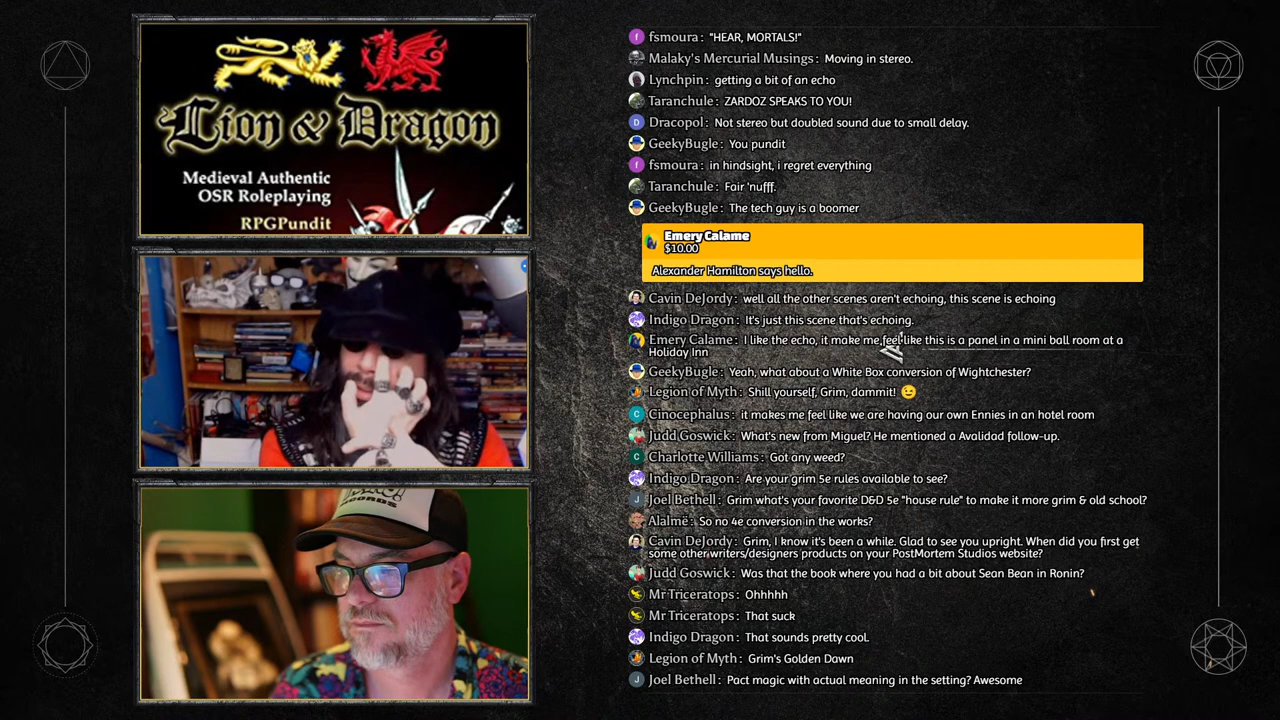 Lion & Dragon
Medieval Authentic
OSR Roleplaying
RPGPundit
RECORDS
fsmoura: "HEAR, MORTALS!"
Malaky's Mercurial Musings: Moving in stereo.
Lynchpin: getting a bit of an echo
Taranchule: ZARDOZ SPEAKS TO YOU!
D Dracopol: Not stereo but doubled sound due to small delay.
GeekyBugle: You pundit
f fsmoura: in hindsight, i regret everything
Taranchule: Fair 'nufff.
GeekyBugle: The tech guy is a boomer
Emery Calame
$10.00
Alexander Hamilton says hello.
Cavin DeJordy: well all the other scenes aren't echoing, this scene is echoing
Indigo Dragon: It's just this scene that's echoing.
Emery Calame: I like the echo, it make me feel like this is a panel in a mini ball room at a
Holiday Inn
GeekyBugle: Yeah, what about a White Box conversion of Wightchester?
Legion of Myth: Shill yourself, Grim, dammit! 😉
C Cinocephalus: it makes me feel like we are having our own Ennies in an hotel room
Judd Goswick: What's new from Miguel? He mentioned a Avalidad follow-up.
C Charlotte Williams: Got any weed?
Indigo Dragon: Are your grim 5e rules available to see?
J Joel Bethell: Grim what's your favorite D&D 5e "house rule" to make it more grim & old school?
Alalmë: So no 4e conversion in the works?
Cavin DeJordy: Grim, I know it's been a while. Glad to see you upright. When did you first get
some other writers/designers products on your PostMortem Studios website?
Judd Goswick: Was that the book where you had a bit about Sean Bean in Ronin?
Mr Triceratops: Ohhhhh
Mr Triceratops: That suck
Indigo Dragon: That sounds pretty cool.
Legion of Myth: Grim's Golden Dawn
J Joel Bethell: Pact magic with actual meaning in the setting? Awesome